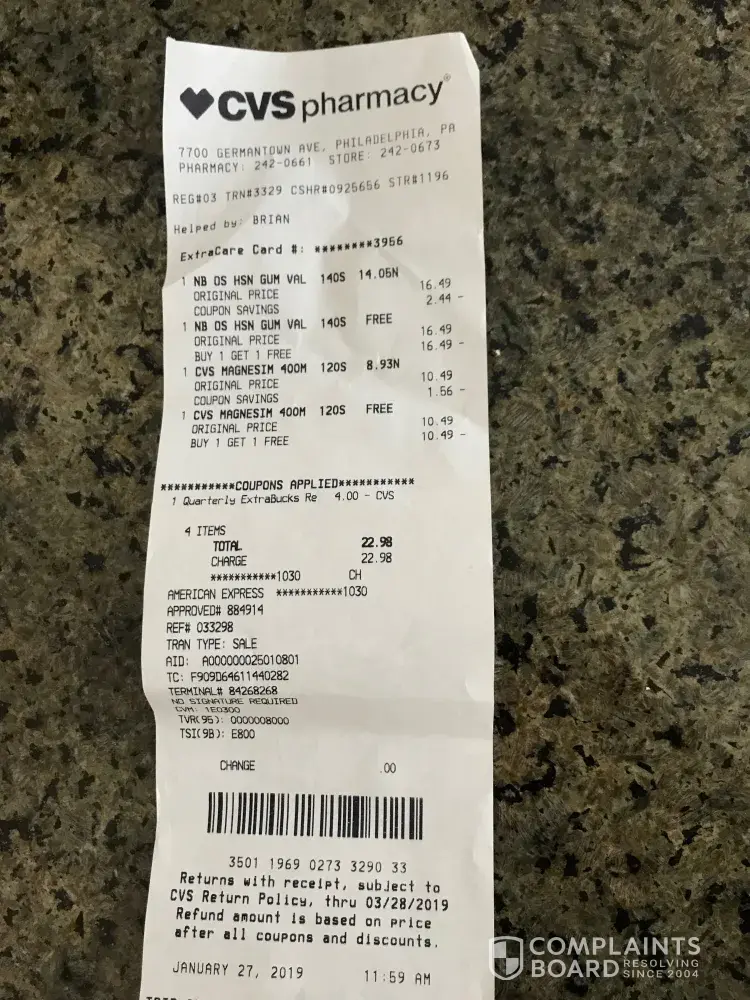 CVS pharmacy®
7700 GERMANTOWN AVE, PHILADELPHIA, PA
PHARMACY: 242-0661 STORE: 242-0673
REG#03 TRN#3329 CSHR#0925656 STR#1196
Helped by: BRIAN
ExtraCare Card #: ********3956
1 NB OS HSN GUM VAL 140S 14.05N
ORIGINAL PRICE 16.49
COUPON SAVINGS 2.44 -
1 NB OS HSN GUM VAL 140S FREE
ORIGINAL PRICE 16.49
BUY 1 GET 1 FREE 16.49 -
1 CVS MAGNESIM 400M 120S 8.93N
ORIGINAL PRICE 10.49
COUPON SAVINGS 1.56 -
1 CVS MAGNESIM 400M 120S FREE
ORIGINAL PRICE 10.49
BUY 1 GET 1 FREE 10.49 -
***********COUPONS APPLIED***********
1 Quarterly ExtraBucks Re 4.00 - CVS
4 ITEMS
TOTAL 22.98
CHARGE 22.98
***********1030 CH
AMERICAN EXPRESS ***********1030
APPROVED# 884914
REF# 033298
TRAN TYPE: SALE
AID: A000000025010801
TC: F909D64611440282
TERMINAL# 84268268
NO SIGNATURE REQUIRED
CVM: 1E0300
TVR(95): 0000008000
TSI(9B): E800
CHANGE .00
3501 1969 0273 3290 33
Returns with receipt, subject to
CVS Return Policy, thru 03/28/2019
Refund amount is based on price
after all coupons and discounts.
JANUARY 27, 2019 11:59 AM
COMPLAINTS
BOARD RESOLVING SINCE 2004